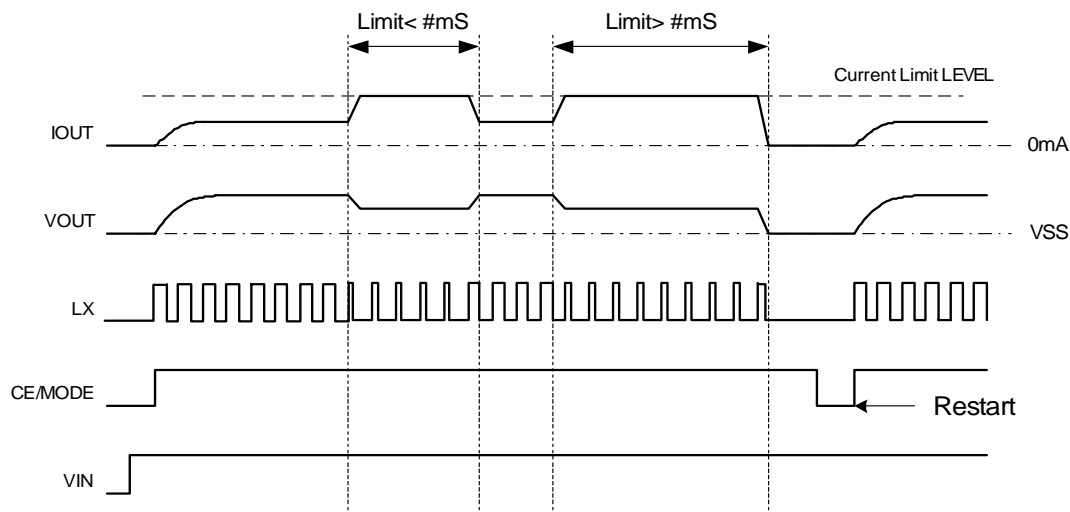 Limit< #mS
Limit> #mS
Current Limit LEVEL
IOUT
0mA
VOUT
VSS
LX
CE/MODE
Restart
VIN